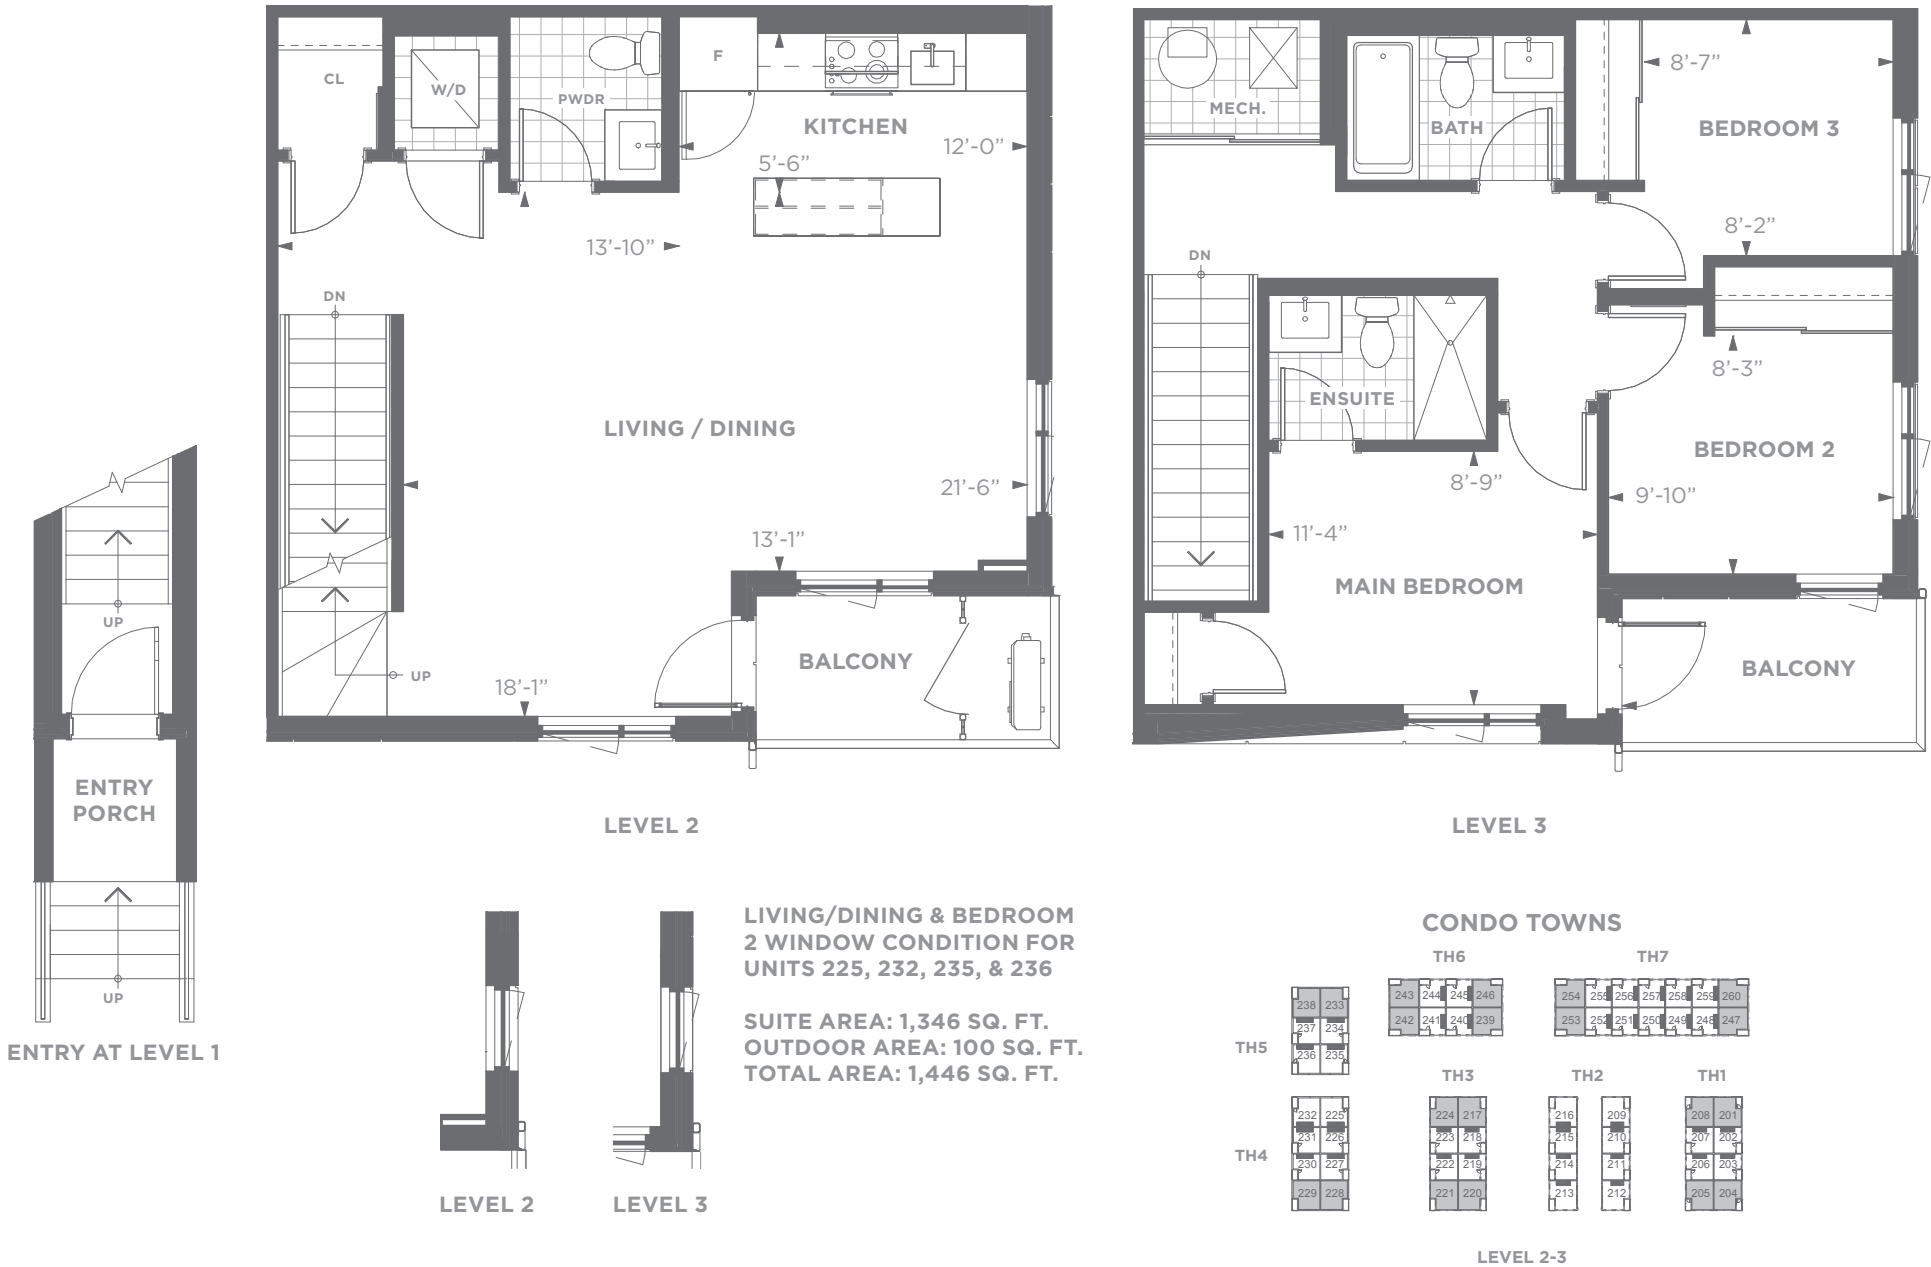 CL
W/D
PWDR
F
KITCHEN
5’-6”
12’-0”
13’-10”
DN
LIVING / DINING
21’-6”
13’-1”
BALCONY
UP
18’-1”
LEVEL 2
MECH.
BATH
8’-7”
BEDROOM 3
8’-2”
DN
8’-3”
ENSUITE
BEDROOM 2
8’-9”
9’-10”
11’-4”
MAIN BEDROOM
BALCONY
LEVEL 3
UP
ENTRY
PORCH
UP
ENTRY AT LEVEL 1
LEVEL 2
LEVEL 3
LIVING/DINING & BEDROOM
2 WINDOW CONDITION FOR
UNITS 225, 232, 235, & 236
SUITE AREA: 1,346 SQ. FT.
OUTDOOR AREA: 100 SQ. FT.
TOTAL AREA: 1,446 SQ. FT.
CONDO TOWNS
TH6
243 244 245 246
242 241 240 239
TH7
254 255 256 257 258 259 260
253 252 251 250 249 248 247
TH5
238 233
237 234
236 235
TH4
232 225
231 226
230 227
229 228
TH3
224 217
223 218
222 219
221 220
TH2
216 209
215 210
214 211
213 212
TH1
208 201
207 202
206 203
205 204
LEVEL 2-3